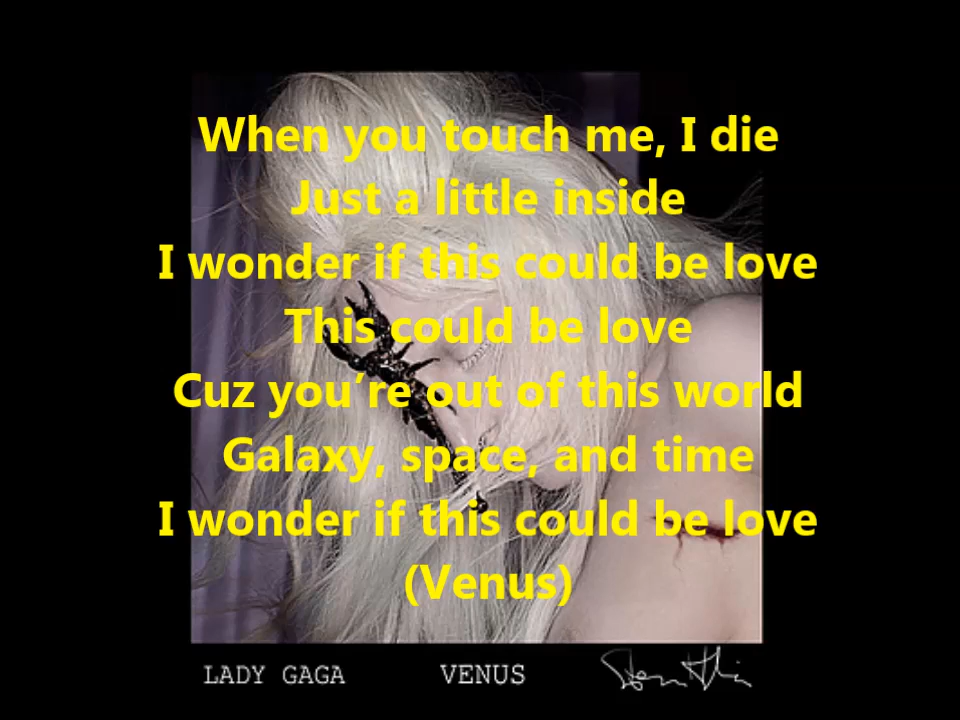 When you touch me, I die
Just a little inside
I wonder if this could be love
This could be love
Cuz you’re out of this world
Galaxy, space, and time
I wonder if this could be love
(Venus)
LADY GAGA VENUS